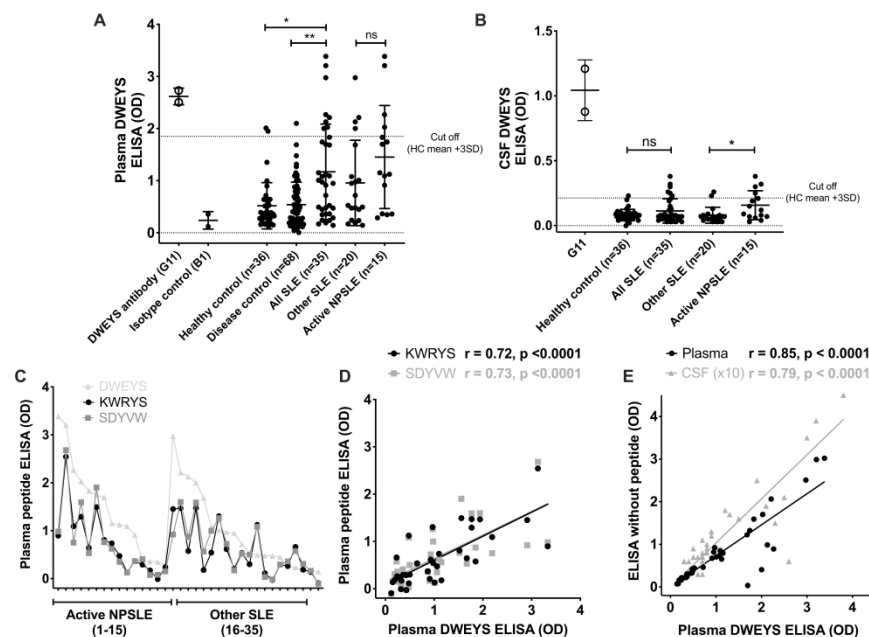 A
Plasma DWEYS
ELISA (OD)
4
3
2
1
0
*
**
ns
Cut off
(HC mean +3SD)
DWEYS antibody (G11)
Isotype control (B1)
Healthy control (n=36)
Disease control (n=68)
All SLE (n=35)
Other SLE (n=20)
Active NPSLE (n=15)
B
CSF DWEYS
ELISA (OD)
1.5
1.0
0.5
0.0
ns
*
Cut off
(HC mean +3SD)
G11
Healthy control (n=36)
All SLE (n=35)
Other SLE (n=20)
Active NPSLE (n=15)
C
Plasma peptide ELISA (OD)
4
3
2
1
0
DWEYS
KWRYS
SDYVW
Active NPSLE
(1-15)
Other SLE
(16-35)
D
KWRYS r = 0.72, p <0.0001
SDYVW r = 0.73, p <0.0001
Plasma peptide ELISA (OD)
4
3
2
1
0
0 1 2 3 4
Plasma DWEYS ELISA (OD)
E
Plasma r = 0.85, p < 0.0001
CSF (x10) r = 0.79, p < 0.0001
ELISA without peptide (OD)
4
3
2
1
0
0 1 2 3 4
Plasma DWEYS ELISA (OD)